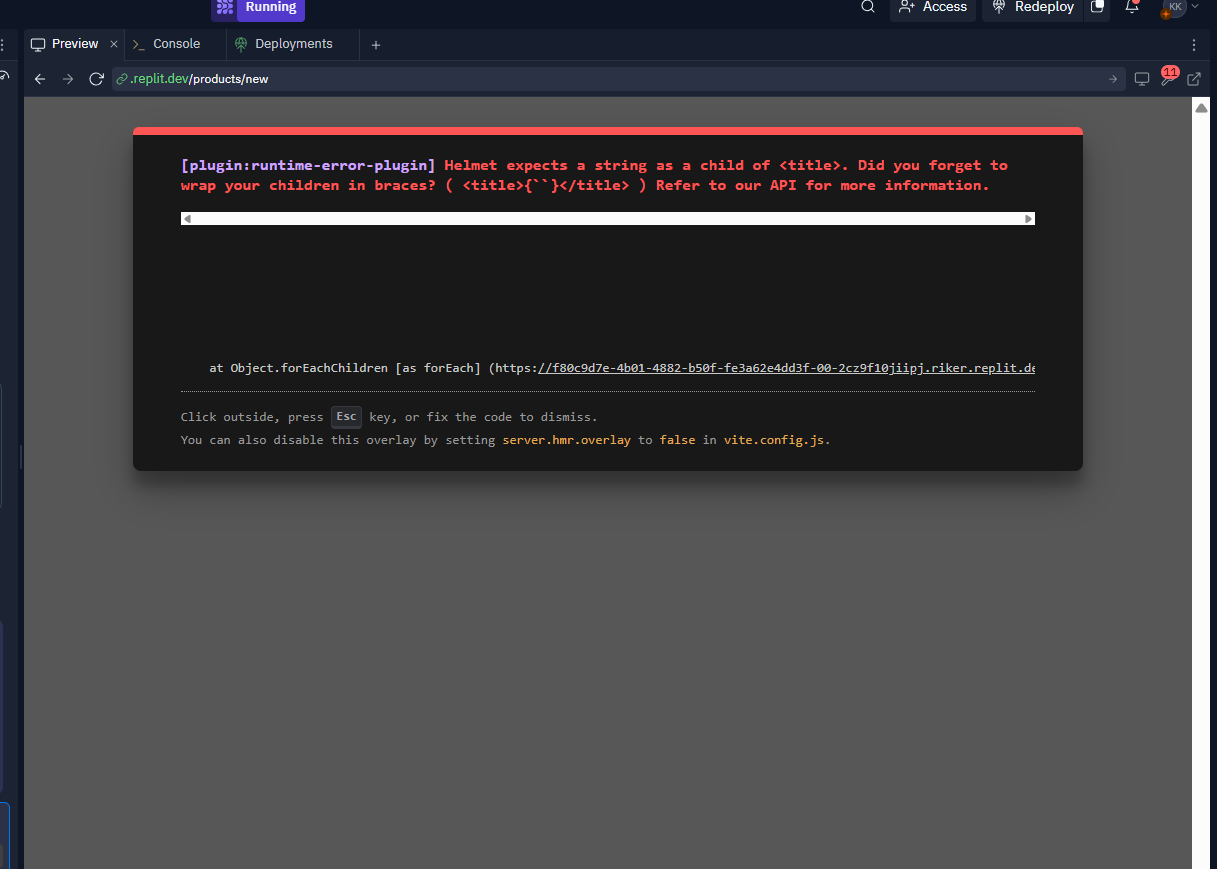 Running
Access
Redeploy
KK
Preview
Console
Deployments
.replit.dev/products/new
11
[plugin:runtime-error-plugin] Helmet expects a string as a child of <title>. Did you forget to
wrap your children in braces? ( <title>{``}</title> ) Refer to our API for more information.
at Object.forEachChildren [as forEach] (https://f80c9d7e-4b01-4882-b50f-fe3a62e4dd3f-00-2cz9f10jiipj.riker.replit.de
Click outside, press Esc key, or fix the code to dismiss.
You can also disable this overlay by setting server.hmr.overlay to false in vite.config.js.